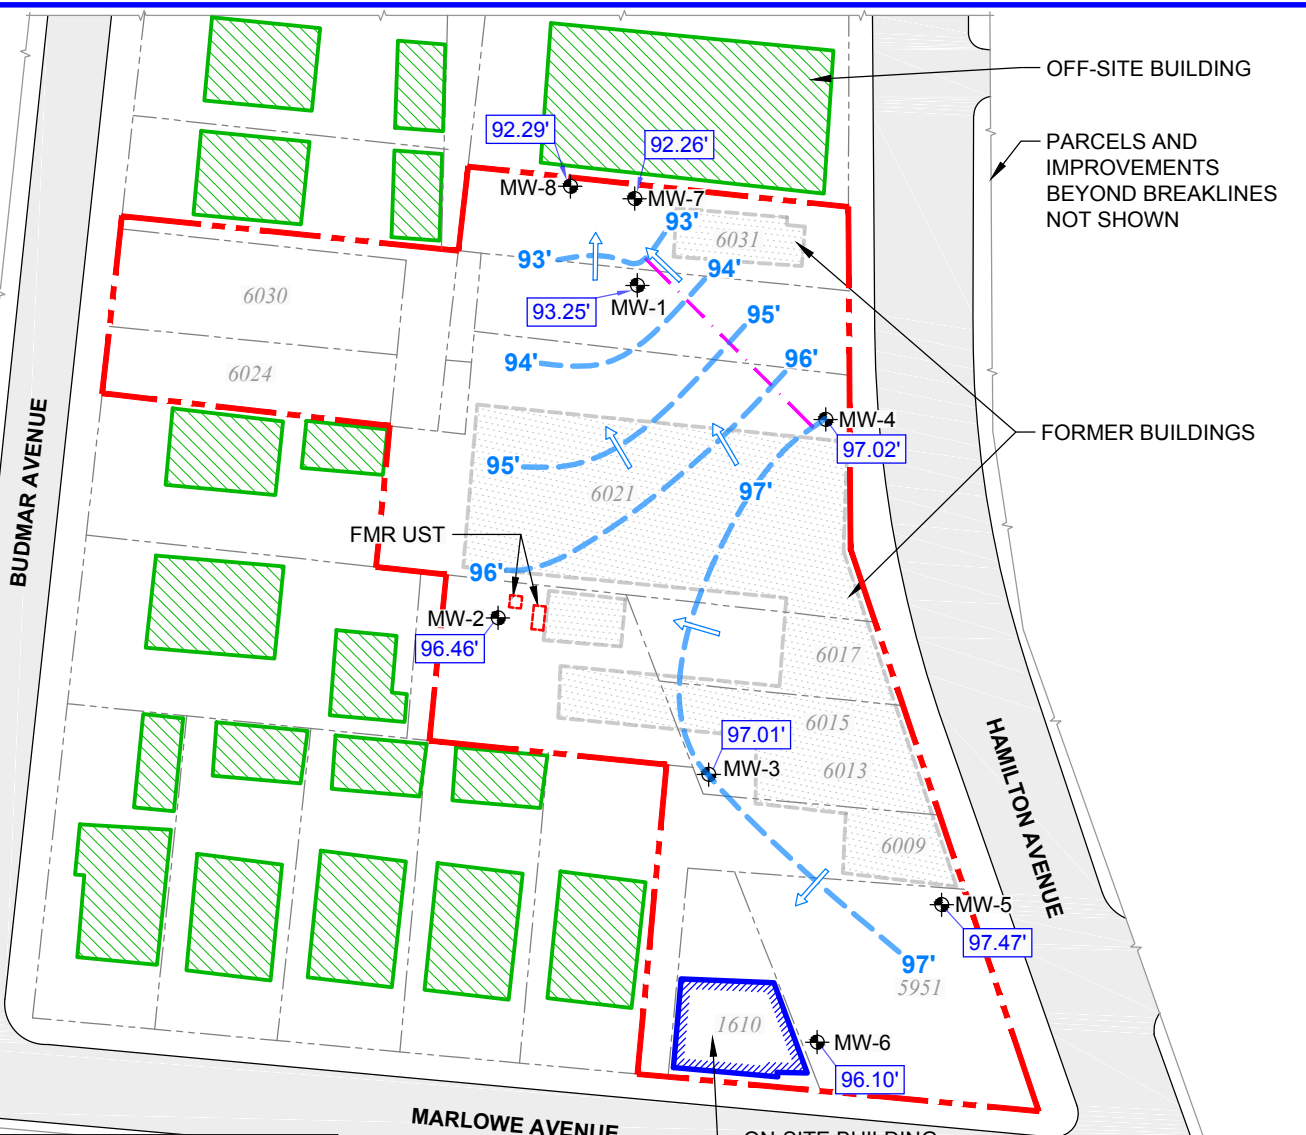 OFF-SITE BUILDING
PARCELS AND
IMPROVEMENTS
BEYOND BREAKLINES
NOT SHOWN
92.29'
92.26'
MW-8
MW-7
93'
6031
93'
94'
6030
93.25'
MW-1
95'
94'
96'
6024
MW-4
97.02'
FORMER BUILDINGS
BUDMAR AVENUE
95'
6021
97'
FMR UST
96'
MW-2
96.46'
6017
6015
97.01'
MW-3
6013
HAMILTON AVENUE
6009
MW-5
97.47'
97'
5951
1610
MW-6
96.10'
MARLOWE AVENUE
ON-SITE BUILDING